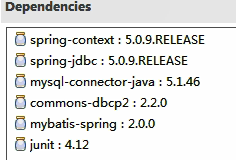 Dependencies
spring-context : 5.0.9.RELEASE
spring-jdbc : 5.0.9.RELEASE
mysql-connector-java : 5.1.46
commons-dbcp2 : 2.2.0
mybatis-spring : 2.0.0
junit : 4.12